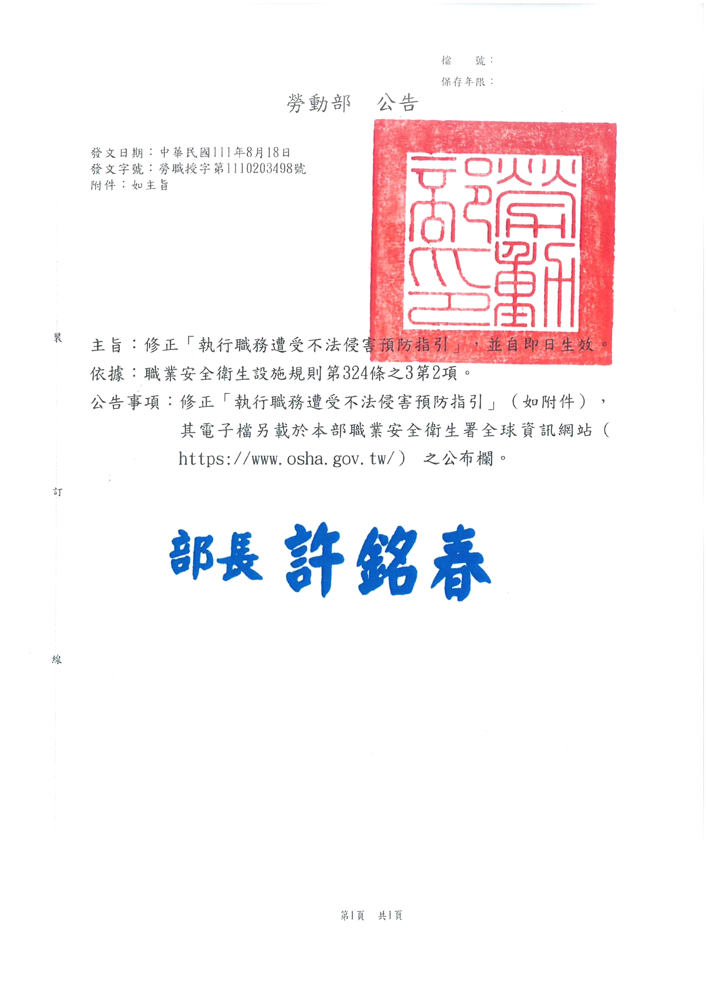 檔　　號：
保存年限：
勞動部　公告
發文日期：中華民國111年8月18日
發文字號：勞職授字第1110203498號
附件：如主旨
勞動部印
主旨：修正「執行職務遭受不法侵害預防指引」，並自即日生效。
依據：職業安全衛生設施規則第324條之3第2項。
公告事項：修正「執行職務遭受不法侵害預防指引」（如附件），
其電子檔另載於本部職業安全衛生署全球資訊網站（
https://www.osha.gov.tw/） 之公布欄。
部長 許銘春
裝
訂
線
第1頁　共1頁